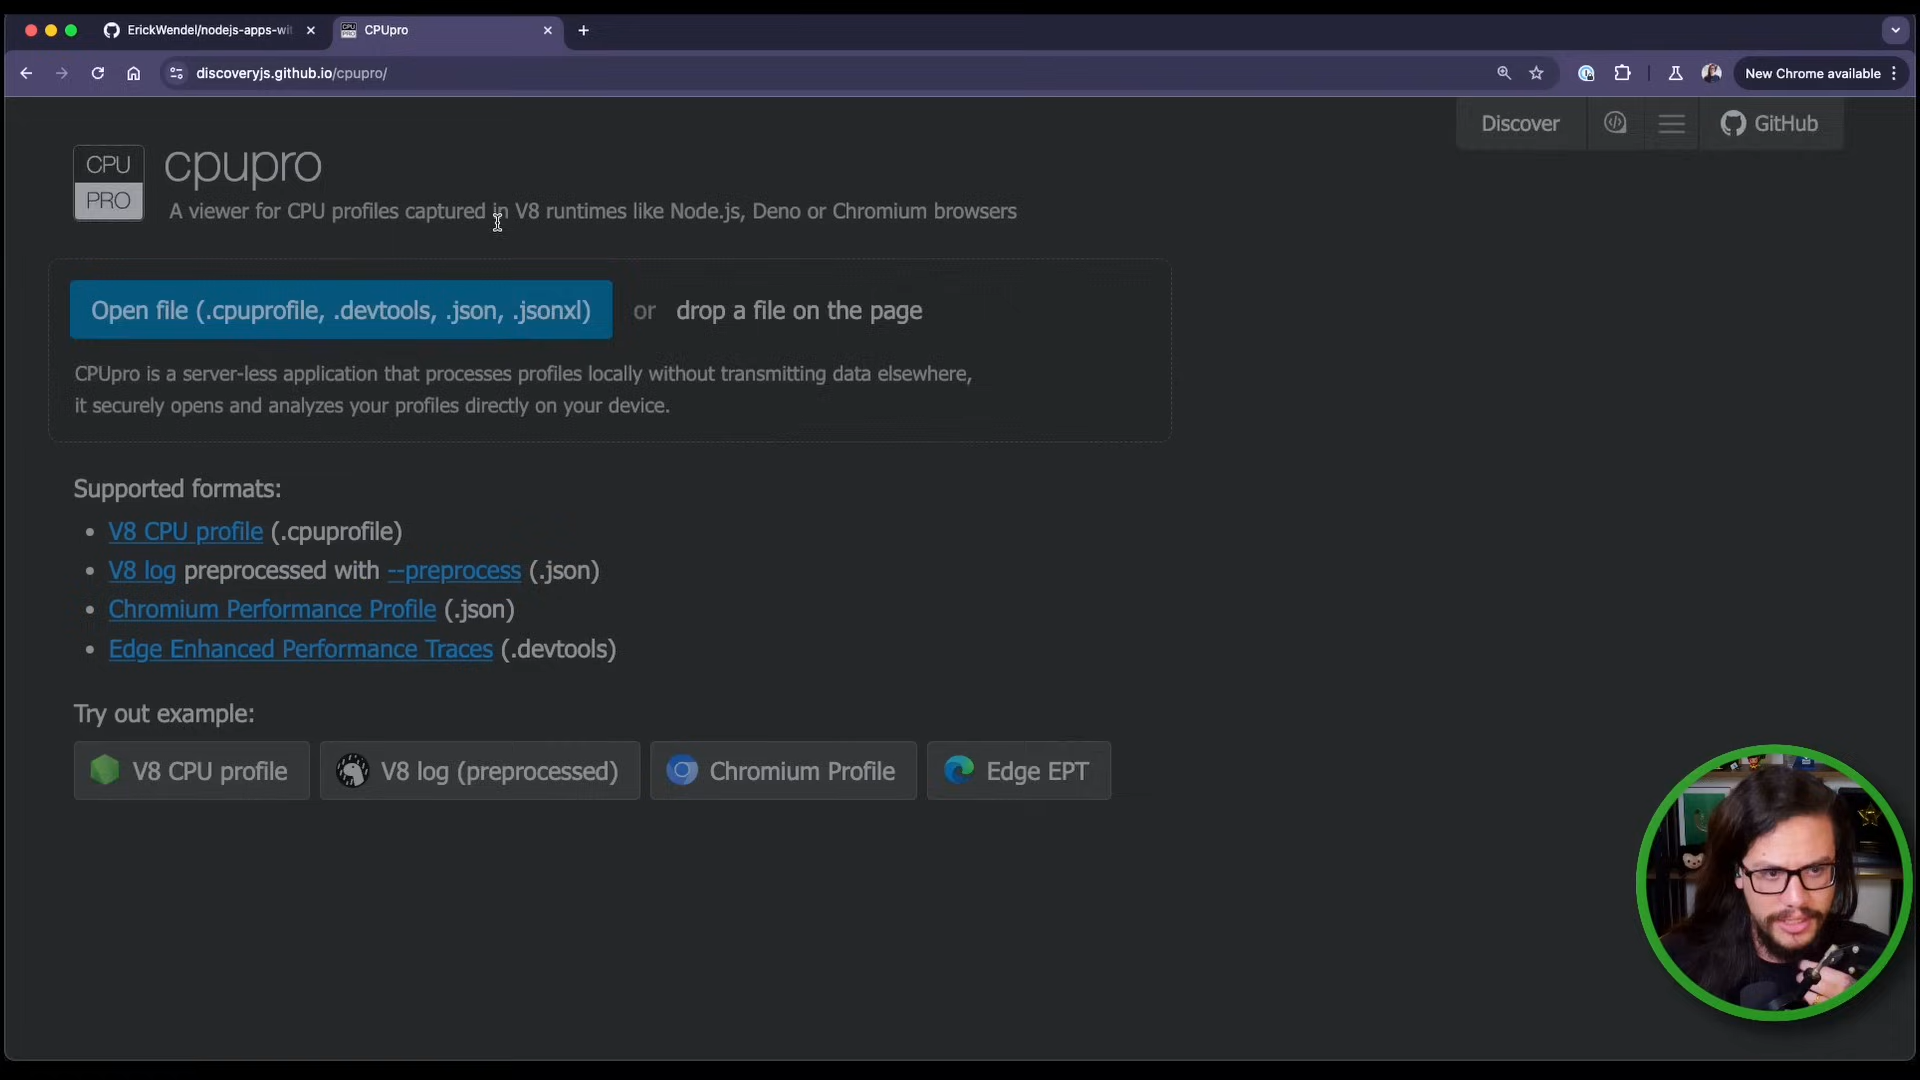 ErickWendel/nodejs-apps-wit
CPUpro
discoveryjs.github.io/cpupro/
New Chrome available
Discover
GitHub
CPU
PRO
cpupro
A viewer for CPU profiles captured in V8 runtimes like Node.js, Deno or Chromium browsers
Open file (.cpuprofile, .devtools, .json, .jsonxl)
or
drop a file on the page
CPUpro is a server-less application that processes profiles locally without transmitting data elsewhere,
it securely opens and analyzes your profiles directly on your device.
Supported formats:
• V8 CPU profile (.cpuprofile)
• V8 log preprocessed with --preprocess (.json)
• Chromium Performance Profile (.json)
• Edge Enhanced Performance Traces (.devtools)
Try out example:
V8 CPU profile
V8 log (preprocessed)
Chromium Profile
Edge EPT